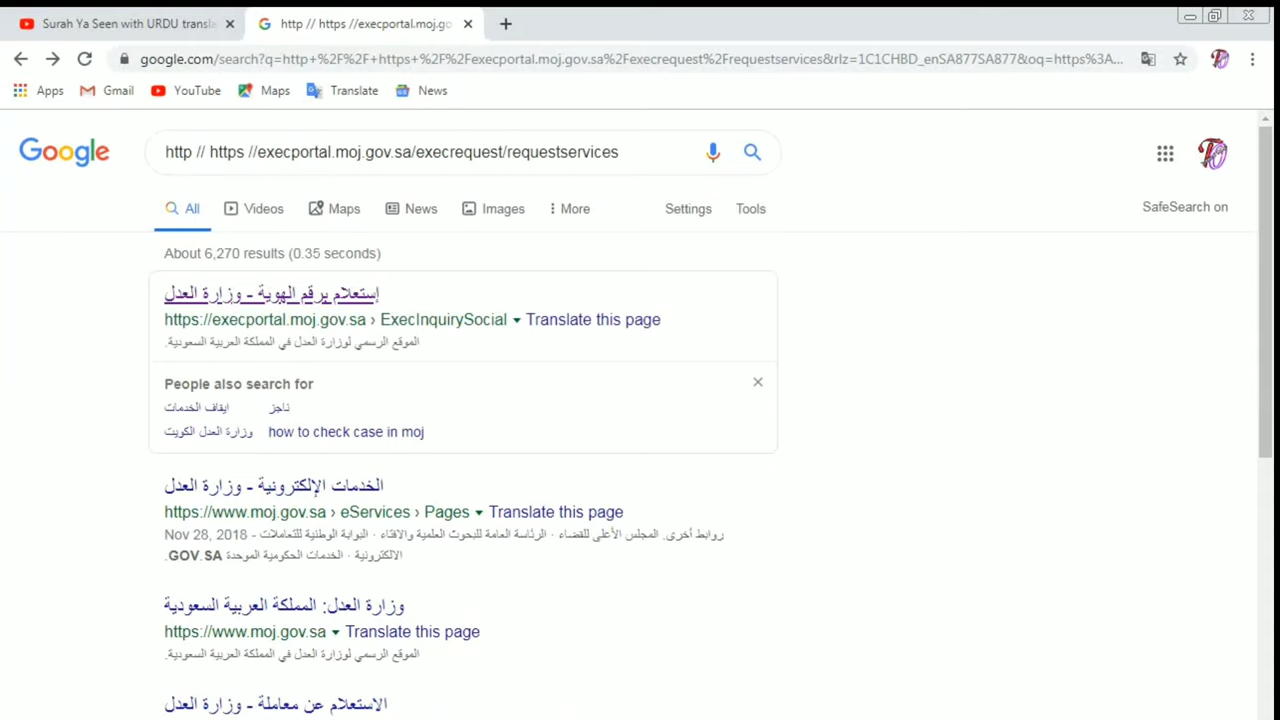 Surah Ya Seen with URDU transla
http // https //execportal.moj.go
google.com/search?q=http+%2F%2F+https+%2F%2Fexecportal.moj.gov.sa%2Fexecrequest%2Frequestservices&rlz=1C1CHBD_enSA877SA877&oq=https%3A...
Apps Gmail YouTube Maps Translate News
Google
http // https //execportal.moj.gov.sa/execrequest/requestservices
All Videos Maps News Images More Settings Tools
SafeSearch on
About 6,270 results (0.35 seconds)
إستعلام برقم الهوية - وزارة العدل
https://execportal.moj.gov.sa › ExecInquirySocial Translate this page
الموقع الرسمي لوزارة العدل في المملكة العربية السعودية.
People also search for
ايقاف الخدمات ناجز
وزارة العدل الكويت how to check case in moj
الخدمات الإلكترونية - وزارة العدل
https://www.moj.gov.sa › eServices › Pages Translate this page
Nov 28, 2018 - روابط أخرى. المجلس الأعلى للقضاء · الرئاسة العامة للبحوث العلمية والافتاء · البوابة الوطنية للتعاملات
الالكترونية · الخدمات الحكومية الموحدة GOV.SA.
وزارة العدل: المملكة العربية السعودية
https://www.moj.gov.sa Translate this page
الموقع الرسمي لوزارة العدل في المملكة العربية السعودية.
الاستعلام عن معاملة - وزارة العدل